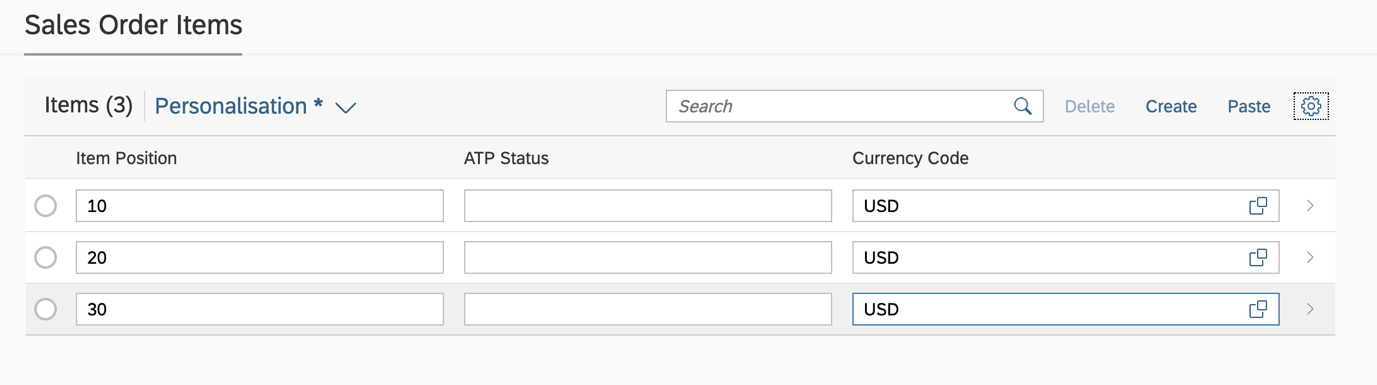 Sales Order Items
Items (3) Personalisation * Search Delete Create Paste
Item Position ATP Status Currency Code
10 USD
20 USD
30 USD